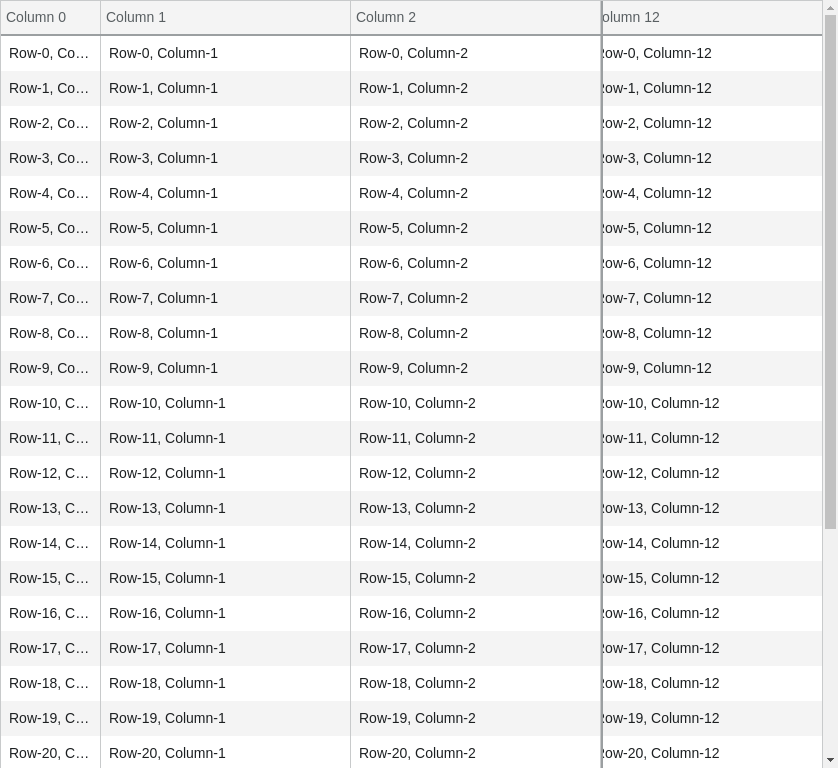 Column 0 Column 1 Column 2 olumn 12
Row-0, Co… Row-0, Column-1 Row-0, Column-2 Row-0, Column-12
Row-1, Co… Row-1, Column-1 Row-1, Column-2 Row-1, Column-12
Row-2, Co… Row-2, Column-1 Row-2, Column-2 Row-2, Column-12
Row-3, Co… Row-3, Column-1 Row-3, Column-2 Row-3, Column-12
Row-4, Co… Row-4, Column-1 Row-4, Column-2 Row-4, Column-12
Row-5, Co… Row-5, Column-1 Row-5, Column-2 Row-5, Column-12
Row-6, Co… Row-6, Column-1 Row-6, Column-2 Row-6, Column-12
Row-7, Co… Row-7, Column-1 Row-7, Column-2 Row-7, Column-12
Row-8, Co… Row-8, Column-1 Row-8, Column-2 Row-8, Column-12
Row-9, Co… Row-9, Column-1 Row-9, Column-2 Row-9, Column-12
Row-10, C… Row-10, Column-1 Row-10, Column-2 Row-10, Column-12
Row-11, C… Row-11, Column-1 Row-11, Column-2 Row-11, Column-12
Row-12, C… Row-12, Column-1 Row-12, Column-2 Row-12, Column-12
Row-13, C… Row-13, Column-1 Row-13, Column-2 Row-13, Column-12
Row-14, C… Row-14, Column-1 Row-14, Column-2 Row-14, Column-12
Row-15, C… Row-15, Column-1 Row-15, Column-2 Row-15, Column-12
Row-16, C… Row-16, Column-1 Row-16, Column-2 Row-16, Column-12
Row-17, C… Row-17, Column-1 Row-17, Column-2 Row-17, Column-12
Row-18, C… Row-18, Column-1 Row-18, Column-2 Row-18, Column-12
Row-19, C… Row-19, Column-1 Row-19, Column-2 Row-19, Column-12
Row-20, C… Row-20, Column-1 Row-20, Column-2 Row-20, Column-12